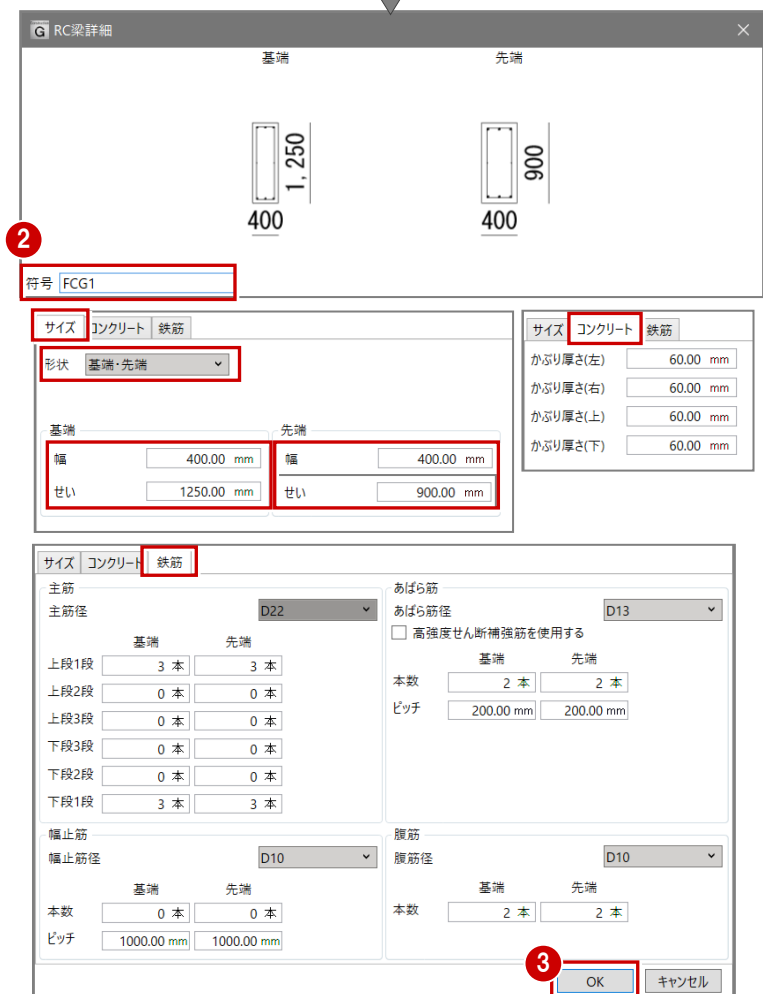 G RC梁詳細 ×
基端 先端
1,250 900
400 400
2
符号 FCG1
サイズ コンクリート 鉄筋
形状 基端・先端
基端 先端
幅 400.00 mm 幅 400.00 mm
せい 1250.00 mm せい 900.00 mm
サイズ コンクリート 鉄筋
かぶり厚さ(左) 60.00 mm
かぶり厚さ(右) 60.00 mm
かぶり厚さ(上) 60.00 mm
かぶり厚さ(下) 60.00 mm
サイズ コンクリート 鉄筋
主筋
主筋径 D22
基端 先端
上段1段 3 本 3 本
上段2段 0 本 0 本
上段3段 0 本 0 本
下段3段 0 本 0 本
下段2段 0 本 0 本
下段1段 3 本 3 本
あばら筋
あばら筋径 D13
高強度せん断補強筋を使用する
基端 先端
本数 2 本 2 本
ピッチ 200.00 mm 200.00 mm
幅止筋
幅止筋径 D10
基端 先端
本数 0 本 0 本
ピッチ 1000.00 mm 1000.00 mm
腹筋
腹筋径 D10
基端 先端
本数 2 本 2 本
3
OK キャンセル